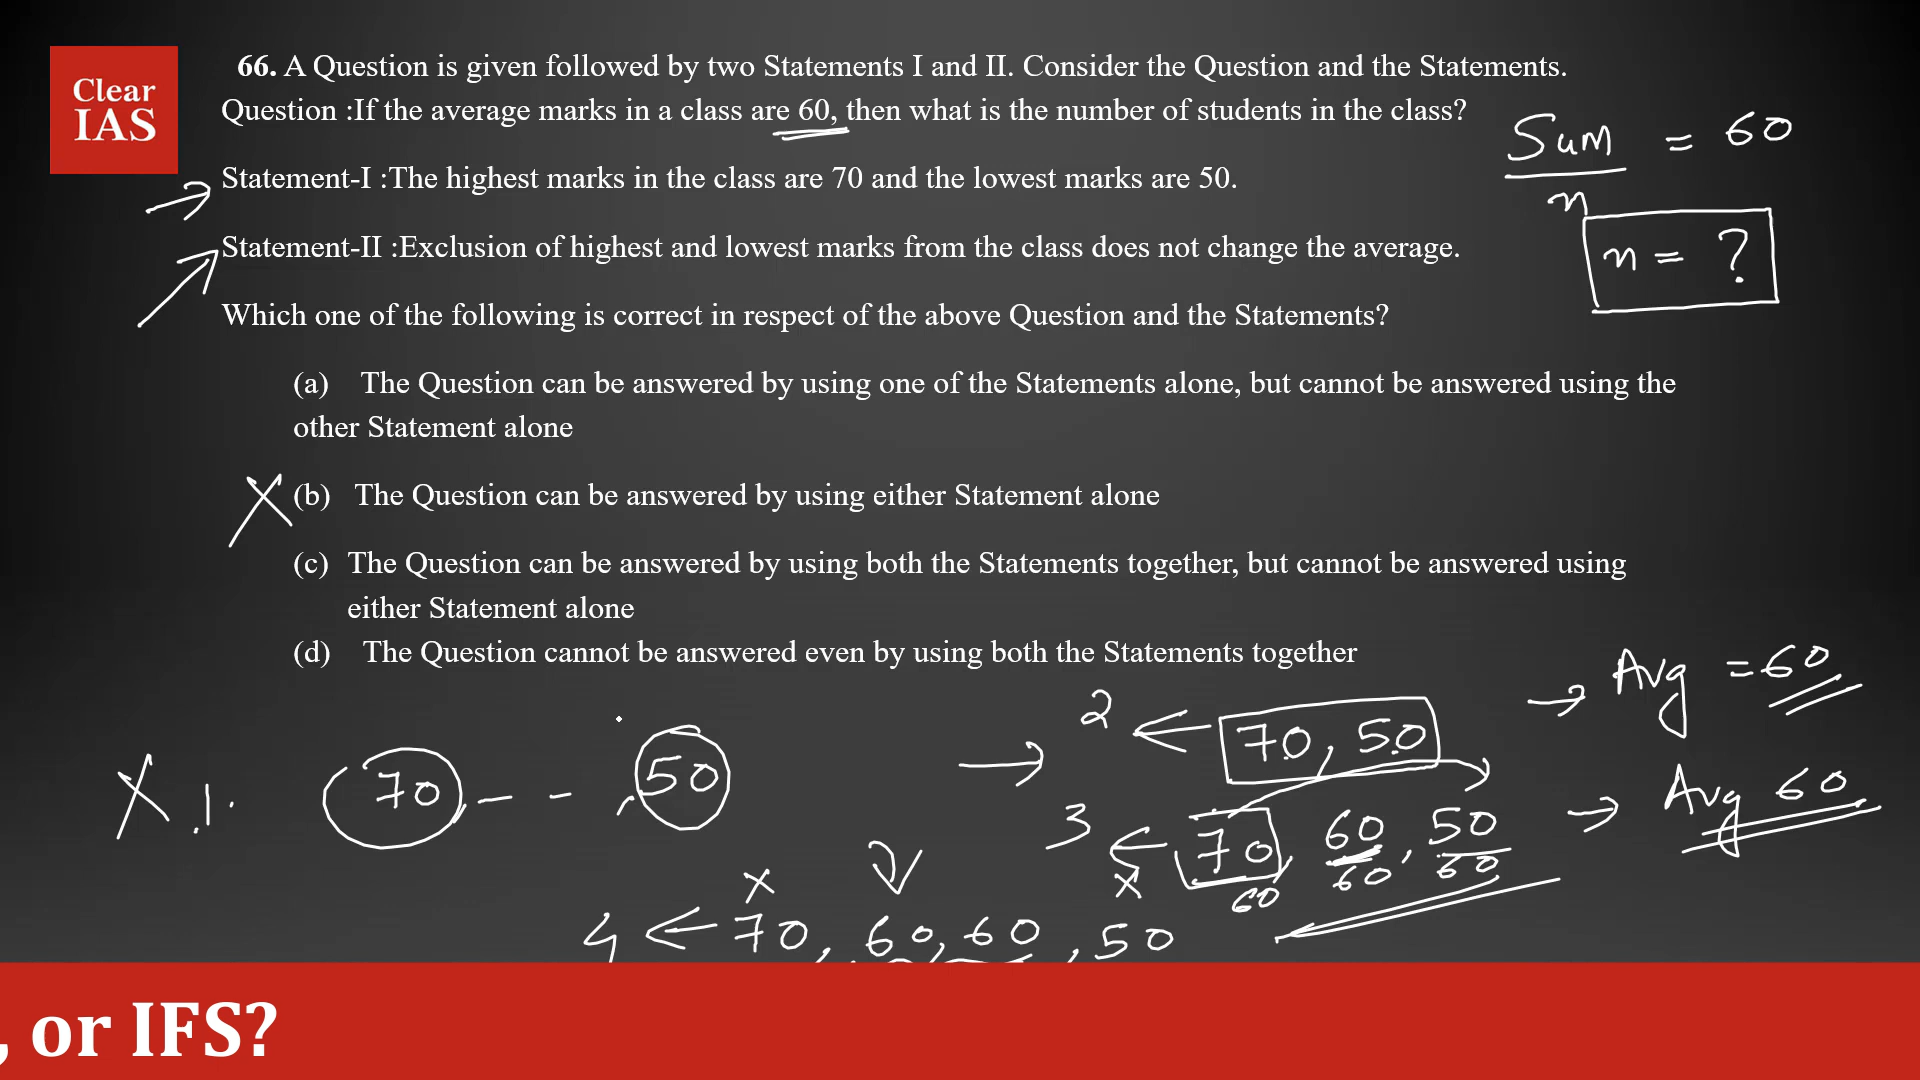 Clear
IAS
66. A Question is given followed by two Statements I and II. Consider the Question and the Statements.
Question :If the average marks in a class are 60, then what is the number of students in the class?
Sum = 60
n
Statement-I :The highest marks in the class are 70 and the lowest marks are 50.
n = ?
Statement-II :Exclusion of highest and lowest marks from the class does not change the average.
Which one of the following is correct in respect of the above Question and the Statements?
(a) The Question can be answered by using one of the Statements alone, but cannot be answered using the
other Statement alone
X (b) The Question can be answered by using either Statement alone
(c) The Question can be answered by using both the Statements together, but cannot be answered using
either Statement alone
(d) The Question cannot be answered even by using both the Statements together
2 ← 70, 50 → Avg = 60
X .1. 70 - - , 50 →
3 ← 70, 60, 50 → Avg 60
60 60 60
x x
4 ← 70, 60, 60, 50
, or IFS?